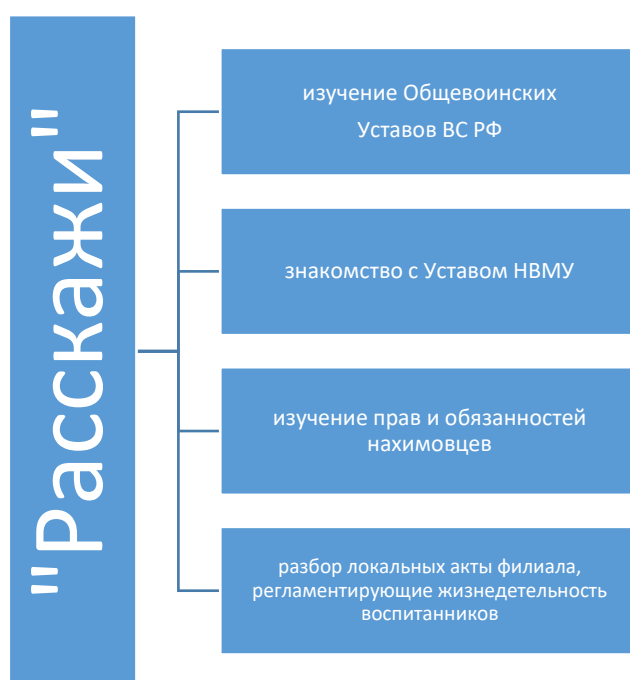 "Расскажи"
изучение Общевоинских
Уставов ВС РФ
знакомство с Уставом НВМУ
изучение прав и обязанностей
нахимовцев
разбор локальных акты филиала,
регламентирующие жизнедетельность
воспитанников